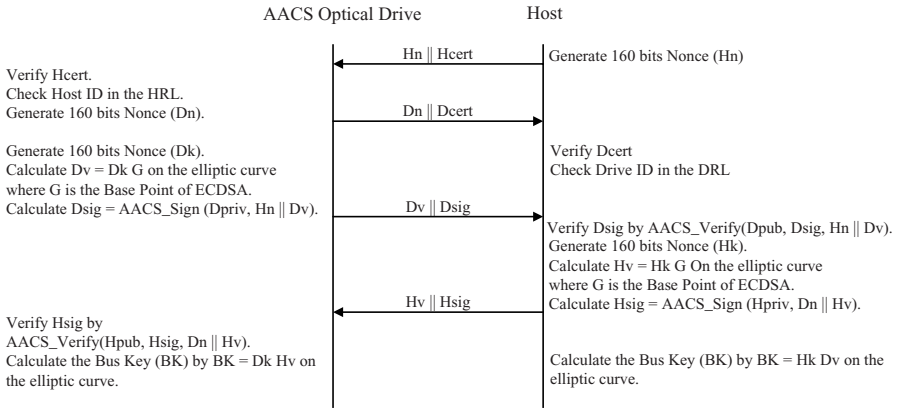 AACS Optical Drive
Host
Hn || Hcert
Generate 160 bits Nonce (Hn)
Verify Hcert.
Check Host ID in the HRL.
Generate 160 bits Nonce (Dn).
Dn || Dcert
Generate 160 bits Nonce (Dk).
Calculate Dv = Dk G on the elliptic curve
where G is the Base Point of ECDSA.
Calculate Dsig = AACS_Sign (Dpriv, Hn || Dv).
Verify Dcert
Check Drive ID in the DRL
Dv || Dsig
Verify Dsig by AACS_Verify(Dpub, Dsig, Hn || Dv).
Generate 160 bits Nonce (Hk).
Calculate Hv = Hk G On the elliptic curve
where G is the Base Point of ECDSA.
Calculate Hsig = AACS_Sign (Hpriv, Dn || Hv).
Hv || Hsig
Verify Hsig by
AACS_Verify(Hpub, Hsig, Dn || Hv).
Calculate the Bus Key (BK) by BK = Dk Hv on
the elliptic curve.
Calculate the Bus Key (BK) by BK = Hk Dv on the
elliptic curve.